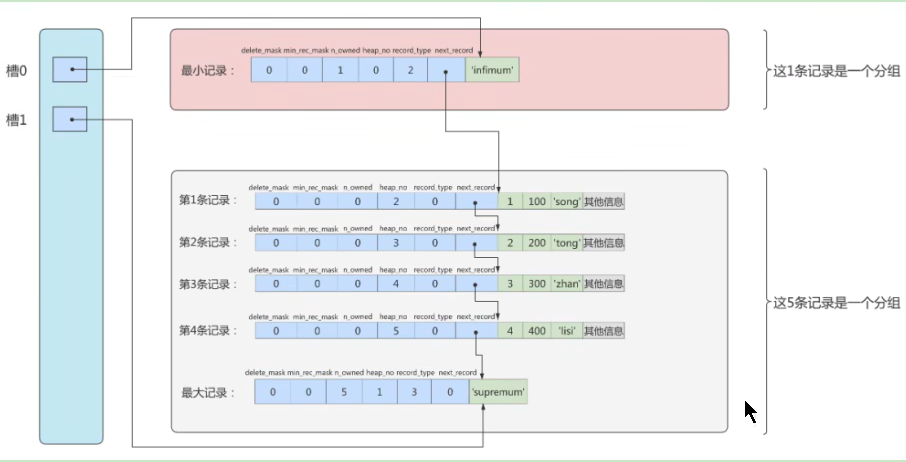 delete_mask min_rec_mask n_owned heap_no record_type next_record
槽0
最小记录：
0 0 1 0 2 'infimum'
这1条记录是一个分组
槽1
delete_mask min_rec_mask n_owned heap_no record_type next_record
第1条记录：
0 0 0 2 0 1 100 'song' 其他信息
delete_mask min_rec_mask n_owned heap_no record_type next_record
第2条记录：
0 0 0 3 0 2 200 'tong' 其他信息
delete_mask min_rec_mask n_owned heap_no record_type next_record
第3条记录：
0 0 0 4 0 3 300 'zhan' 其他信息
这5条记录是一个分组
delete_mask min_rec_mask n_owned heap_no record_type next_record
第4条记录：
0 0 0 5 0 4 400 'lisi' 其他信息
delete_mask min_rec_mask n_owned heap_no record_type next_record
最大记录：
0 0 5 1 3 0 'supremum'